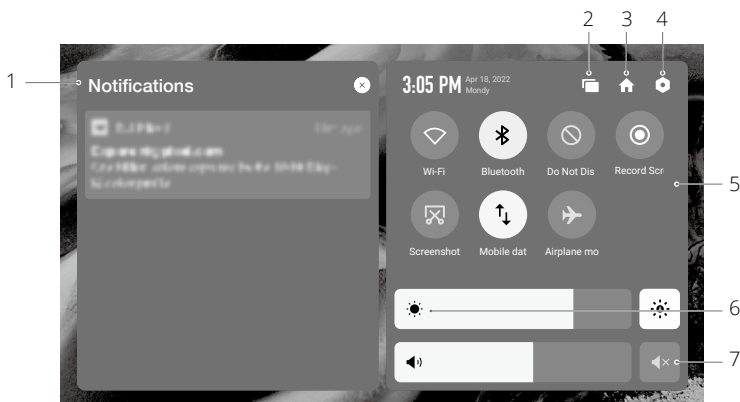 2
3
4
1
Notifications
3:05 PM
Apr 18, 2022
Mondy
Wi-Fi
Bluetooth
Do Not Dis
Record Scr
5
Screenshot
Mobile dat
Airplane mo
6
7